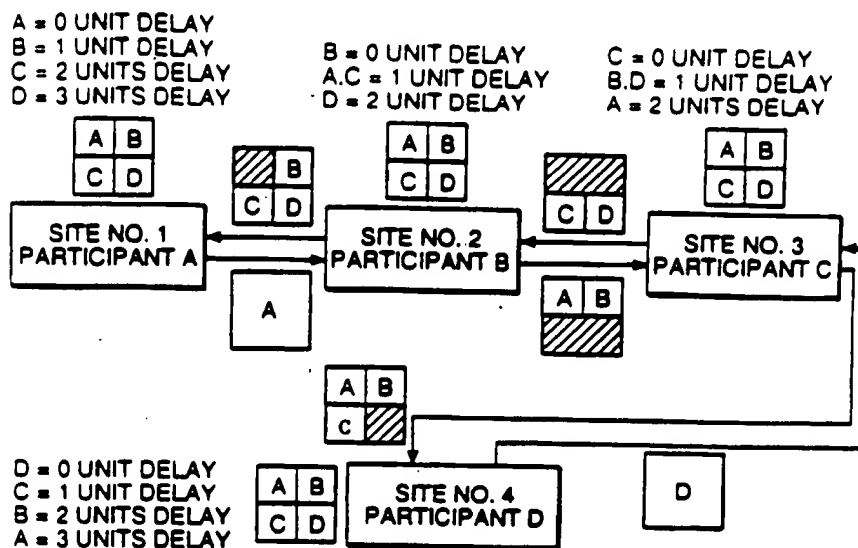 A = 0 UNIT DELAY
B = 1 UNIT DELAY
C = 2 UNITS DELAY
D = 3 UNITS DELAY
B = 0 UNIT DELAY
A.C = 1 UNIT DELAY
D = 2 UNIT DELAY
C = 0 UNIT DELAY
B.D = 1 UNIT DELAY
A = 2 UNITS DELAY
A B
C D
B
C D
A B
C D
C D
A B
C D
SITE NO. 1
PARTICIPANT A
SITE NO. 2
PARTICIPANT B
SITE NO. 3
PARTICIPANT C
A
A B
A B
C
D = 0 UNIT DELAY
C = 1 UNIT DELAY
B = 2 UNITS DELAY
A = 3 UNITS DELAY
A B
C D
SITE NO. 4
PARTICIPANT D
D